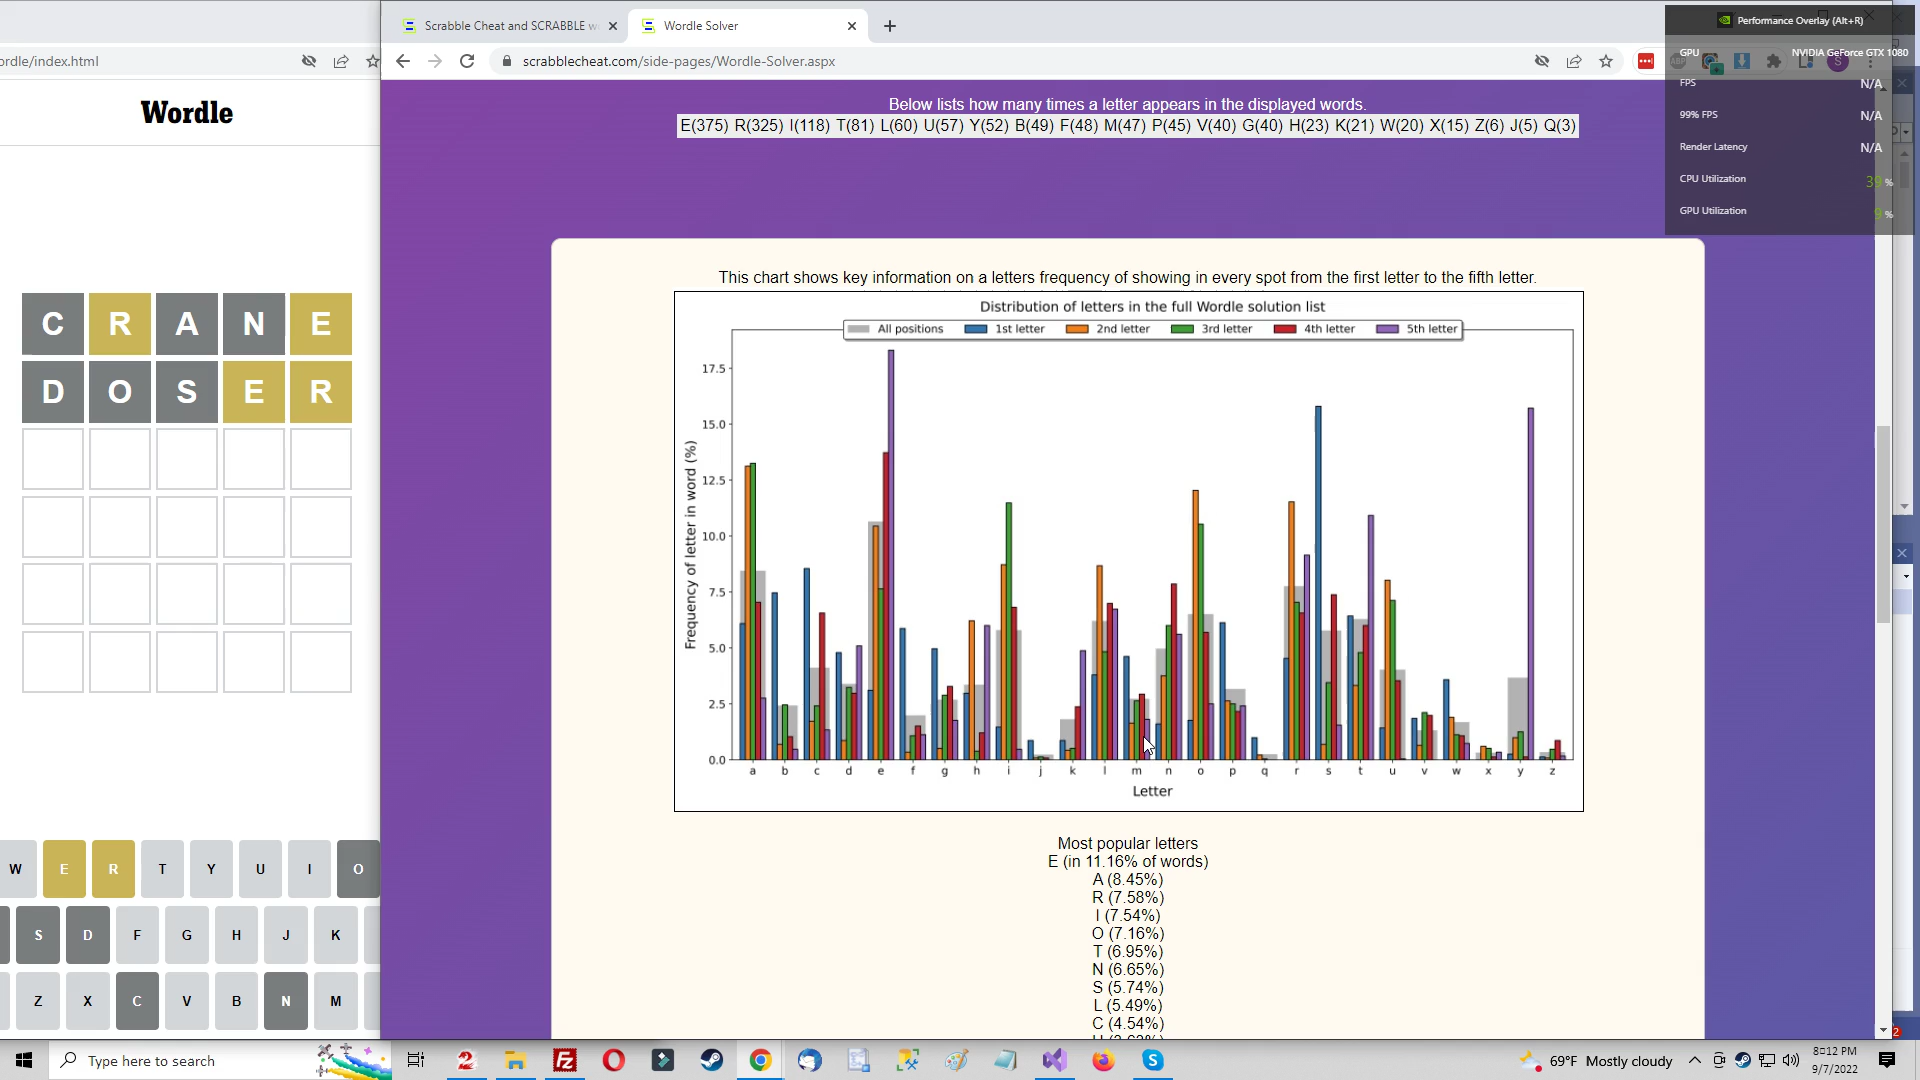 Scrabble Cheat and SCRABBLE w
Wordle Solver
Performance Overlay (Alt+R)
GPU
NVIDIA GeForce GTX 1080
FPS
N/A
99% FPS
N/A
Render Latency
N/A
CPU Utilization
39 %
GPU Utilization
9 %
ordle/index.html
scrabblecheat.com/side-pages/Wordle-Solver.aspx
Wordle
C R A N E
D O S E R
W E R T Y U I O
S D F G H J K
Z X C V B N M
Below lists how many times a letter appears in the displayed words.
E(375) R(325) I(118) T(81) L(60) U(57) Y(52) B(49) F(48) M(47) P(45) V(40) G(40) H(23) K(21) W(20) X(15) Z(6) J(5) Q(3)
This chart shows key information on a letters frequency of showing in every spot from the first letter to the fifth letter.
Distribution of letters in the full Wordle solution list
All positions 1st letter 2nd letter 3rd letter 4th letter 5th letter
Frequency of letter in word (%)
17.5
15.0
12.5
10.0
7.5
5.0
2.5
0.0
a b c d e f g h i j k l m n o p q r s t u v w x y z
Letter
Most popular letters
E (in 11.16% of words)
A (8.45%)
R (7.58%)
I (7.54%)
O (7.16%)
T (6.95%)
N (6.65%)
S (5.74%)
L (5.49%)
C (4.54%)
Type here to search
69°F Mostly cloudy
8:12 PM
9/7/2022